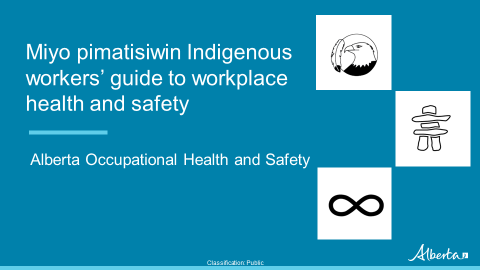 Miyo pimatisiwin Indigenous
workers’ guide to workplace
health and safety
Alberta Occupational Health and Safety
Alberta
Classification: Public